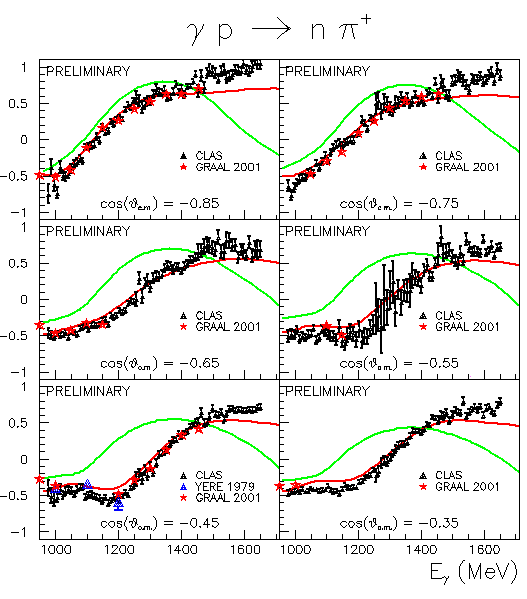 γ p → n π⁺
1
0.5
0
−0.5
−1
PRELIMINARY
CLAS
GRAAL 2001
cos(ϑc.m.) = −0.85
PRELIMINARY
CLAS
GRAAL 2001
cos(ϑc.m.) = −0.75
1
0.5
0
−0.5
−1
PRELIMINARY
CLAS
GRAAL 2001
cos(ϑc.m.) = −0.65
PRELIMINARY
CLAS
GRAAL 2001
cos(ϑc.m.) = −0.55
1
0.5
0
−0.5
−1
PRELIMINARY
CLAS
YERE 1979
GRAAL 2001
cos(ϑc.m.) = −0.45
PRELIMINARY
CLAS
GRAAL 2001
cos(ϑc.m.) = −0.35
1000 1200 1400 1600 1000 1200 1400 1600
Eγ (MeV)